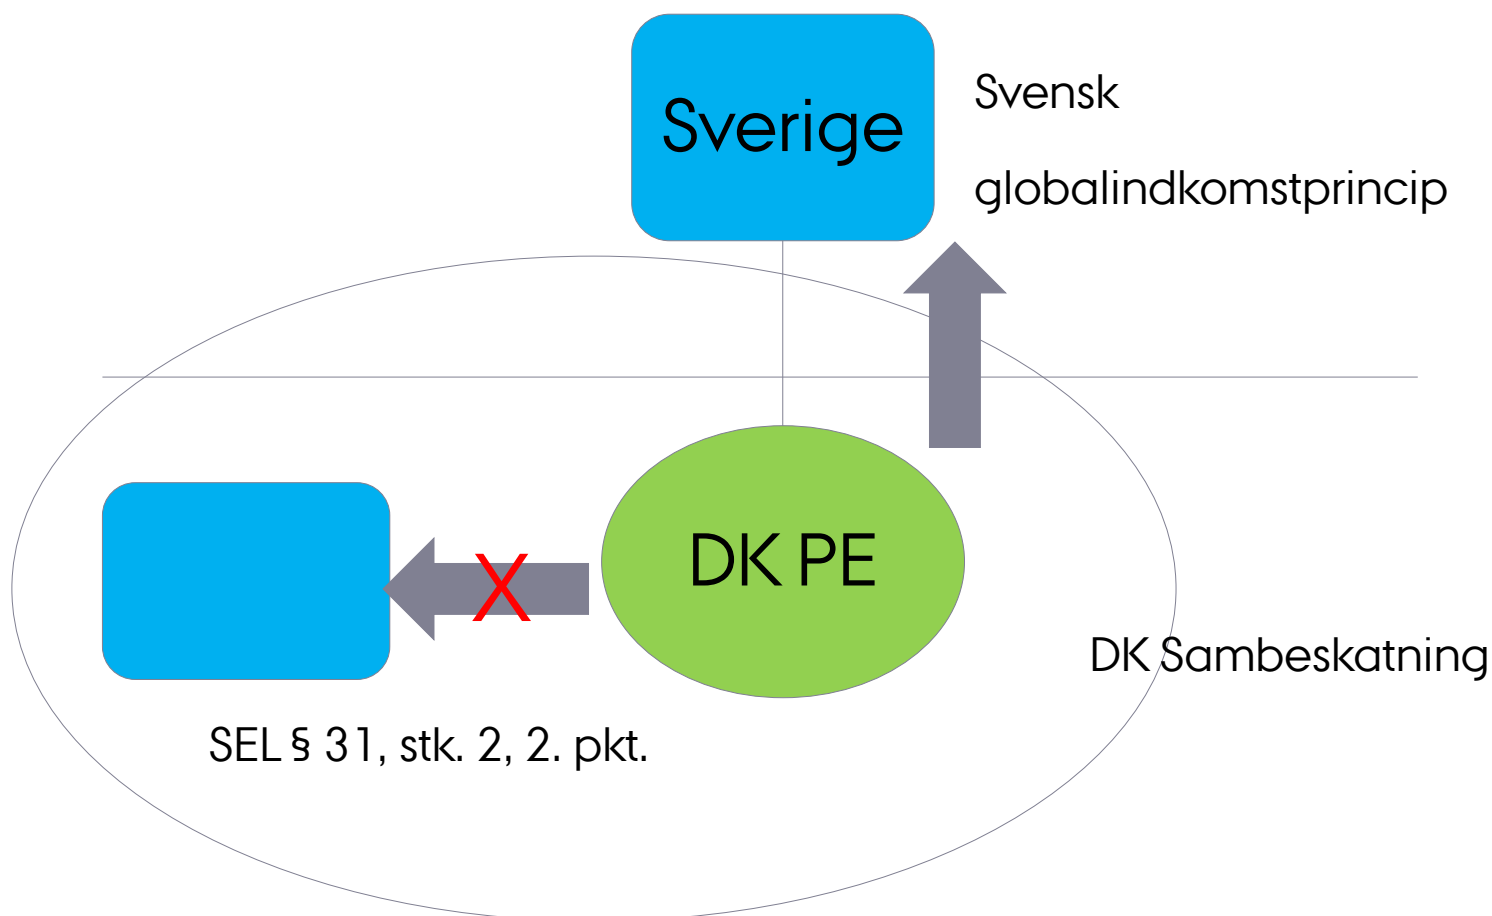 Sverige
Svensk
globalindkomstprincip
DK PE
X
DK Sambeskatning
SEL § 31, stk. 2, 2. pkt.